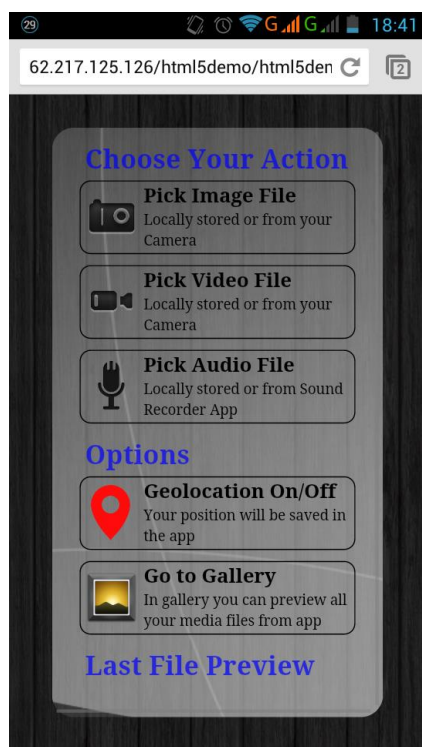 29
G G 18:41
62.217.125.126/html5demo/html5den
2
Choose Your Action
Pick Image File
Locally stored or from your
Camera
Pick Video File
Locally stored or from your
Camera
Pick Audio File
Locally stored or from Sound
Recorder App
Options
Geolocation On/Off
Your position will be saved in
the app
Go to Gallery
In gallery you can preview all
your media files from app
Last File Preview